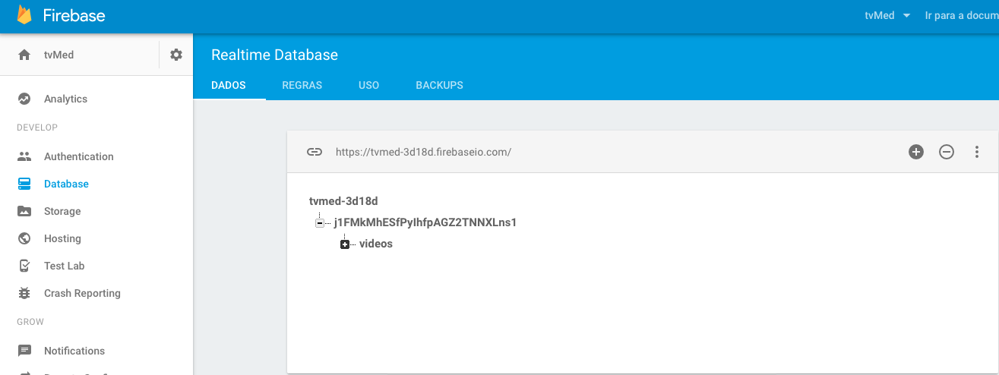 Firebase
tvMed
Ir para a docum
tvMed
Realtime Database
DADOS
REGRAS
USO
BACKUPS
Analytics
DEVELOP
Authentication
Database
Storage
Hosting
Test Lab
Crash Reporting
GROW
Notifications
https://tvmed-3d18d.firebaseio.com/
tvmed-3d18d
j1FMkMhESfPyIhfpAGZ2TNNXLns1
videos